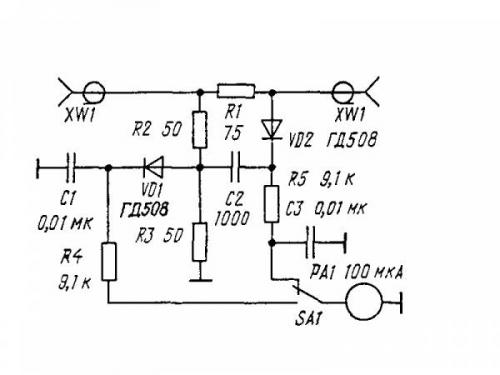 XW1
R1
75
XW1
R2 50
VD2 ГД508
C1
0,01 мк
VD1
ГД508
C2
1000
R5 9,1 к
C3 0,01 мк
R3 50
R4
9,1 к
PA1 100 мкА
SA1